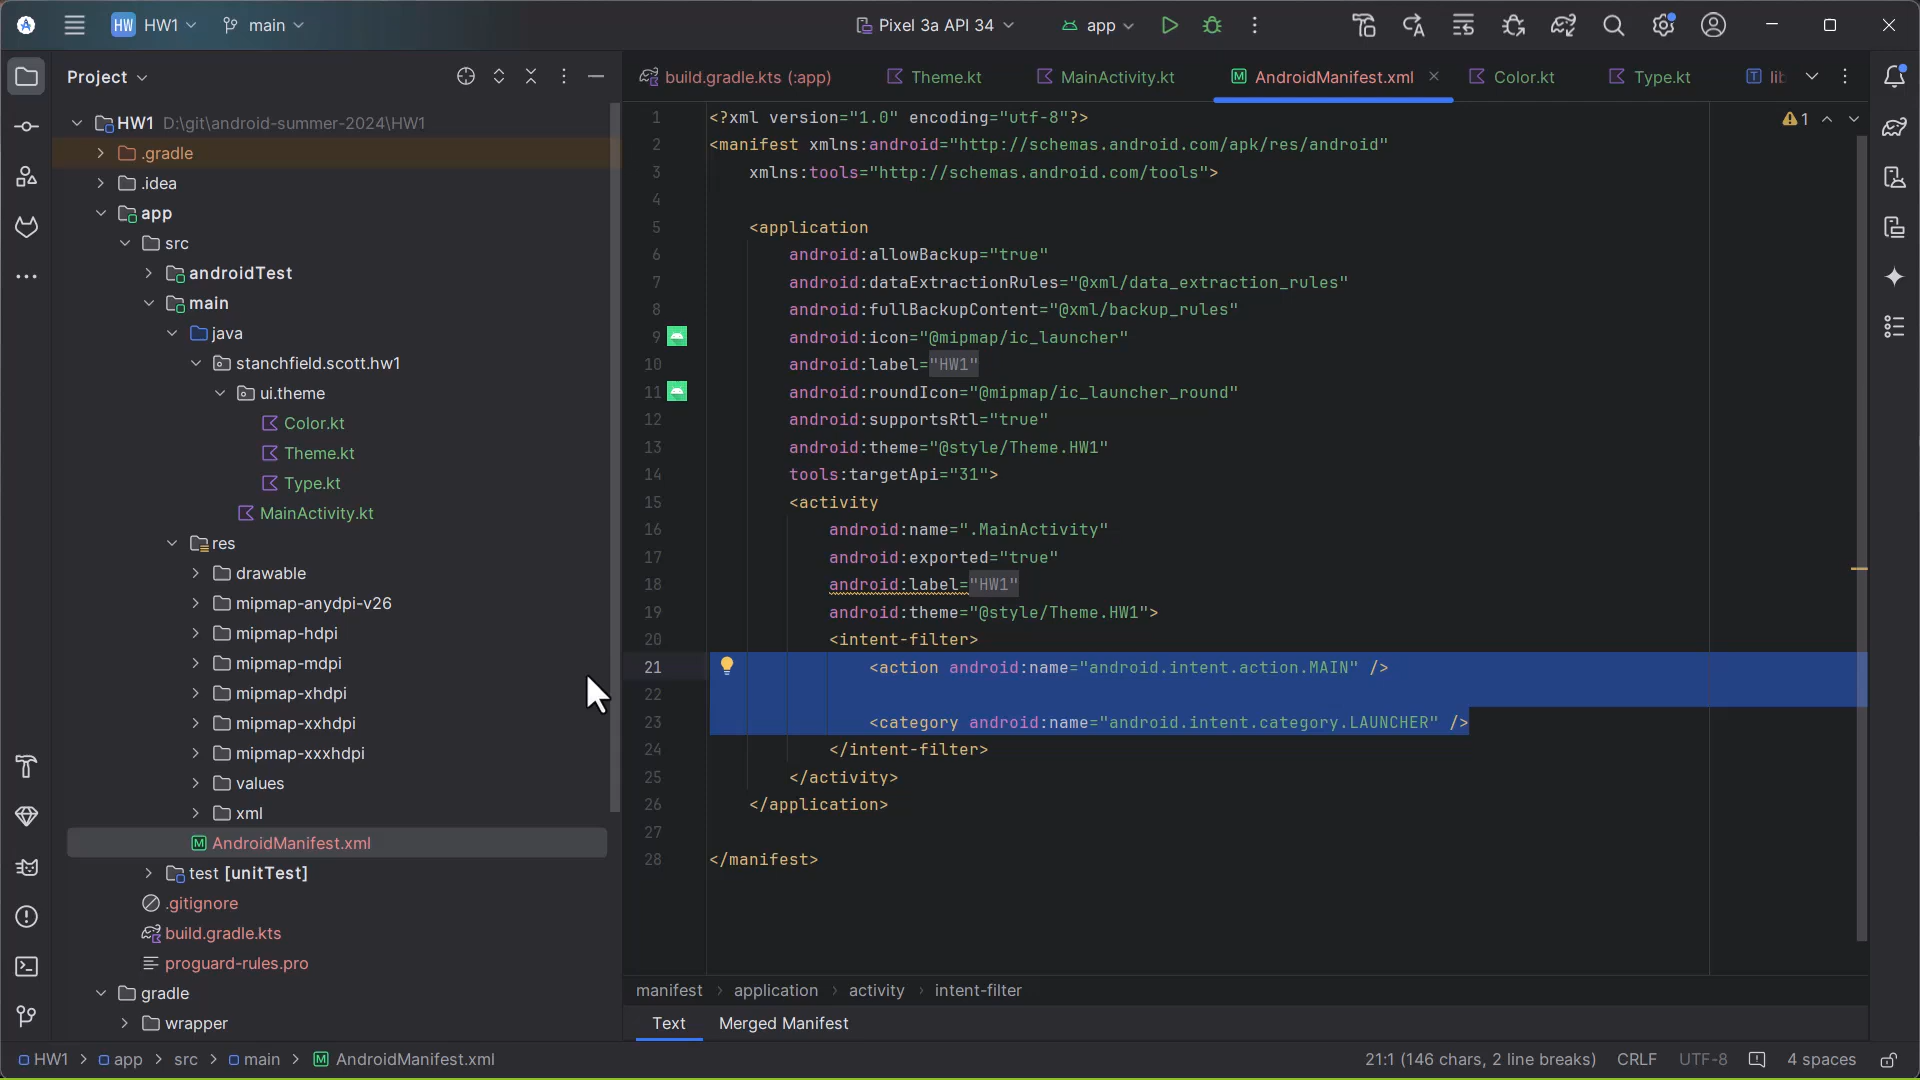 HW HW1 main Pixel 3a API 34 app
Project
HW1 D:\git\android-summer-2024\HW1
.gradle
.idea
app
src
androidTest
main
java
stanchfield.scott.hw1
ui.theme
Color.kt
Theme.kt
Type.kt
MainActivity.kt
res
drawable
mipmap-anydpi-v26
mipmap-hdpi
mipmap-mdpi
mipmap-xhdpi
mipmap-xxhdpi
mipmap-xxxhdpi
values
xml
AndroidManifest.xml
test [unitTest]
.gitignore
build.gradle.kts
proguard-rules.pro
gradle
wrapper
build.gradle.kts (:app) Theme.kt MainActivity.kt AndroidManifest.xml Color.kt Type.kt lib
1
1 <?xml version="1.0" encoding="utf-8"?>
2 <manifest xmlns:android="http://schemas.android.com/apk/res/android"
3 xmlns:tools="http://schemas.android.com/tools">
4
5 <application
6 android:allowBackup="true"
7 android:dataExtractionRules="@xml/data_extraction_rules"
8 android:fullBackupContent="@xml/backup_rules"
9 android:icon="@mipmap/ic_launcher"
10 android:label="HW1"
11 android:roundIcon="@mipmap/ic_launcher_round"
12 android:supportsRtl="true"
13 android:theme="@style/Theme.HW1"
14 tools:targetApi="31">
15 <activity
16 android:name=".MainActivity"
17 android:exported="true"
18 android:label="HW1"
19 android:theme="@style/Theme.HW1">
20 <intent-filter>
21 <action android:name="android.intent.action.MAIN" />
22
23 <category android:name="android.intent.category.LAUNCHER" />
24 </intent-filter>
25 </activity>
26 </application>
27
28 </manifest>
manifest application activity intent-filter
Text Merged Manifest
HW1 > app > src > main > AndroidManifest.xml 21:1 (146 chars, 2 line breaks) CRLF UTF-8 4 spaces